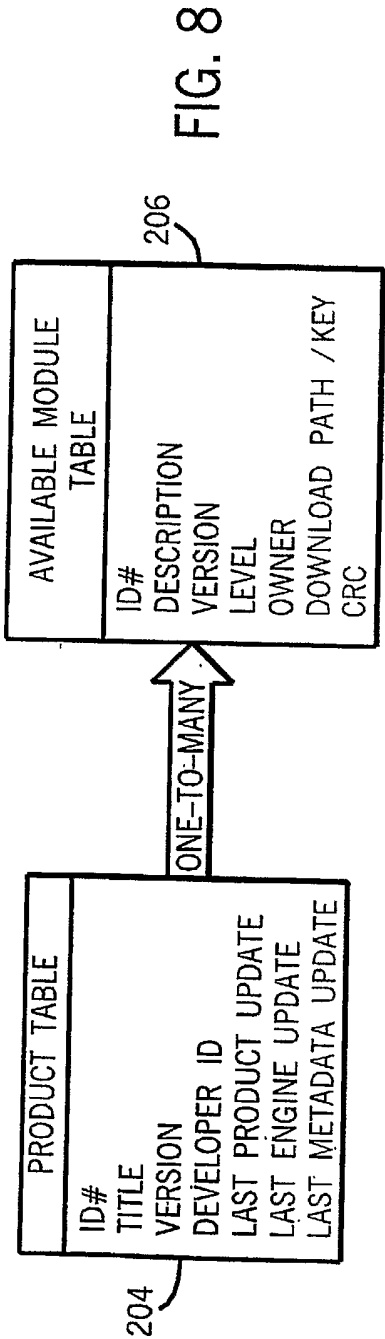 204
PRODUCT TABLE
ID#
TITLE
VERSION
DEVELOPER ID
LAST PRODUCT UPDATE
LAST ENGINE UPDATE
LAST METADATA UPDATE
ONE-TO-MANY
206
AVAILABLE MODULE
TABLE
ID#
DESCRIPTION
VERSION
LEVEL
OWNER
DOWNLOAD PATH / KEY
CRC
FIG. 8